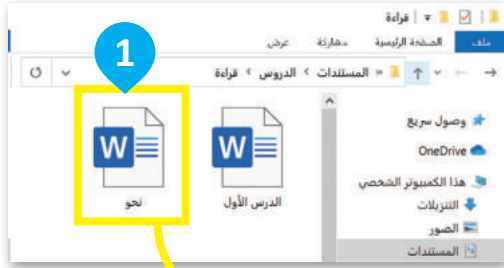 قراءة
ملف الصفحة الرئيسية مشاركة عرض
« المستندات › الدروس › قراءة
1
وصول سريع
OneDrive
هذا الكمبيوتر الشخصي
التنزيلات
الصور
المستندات
W
الدرس الأول
W
نحو